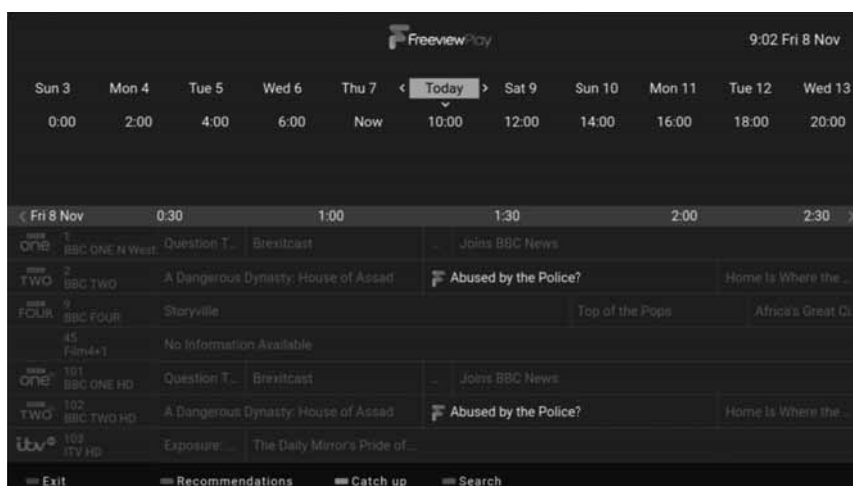 FreeviewPlay
9:02 Fri 8 Nov
Sun 3 Mon 4 Tue 5 Wed 6 Thu 7 < Today > Sat 9 Sun 10 Mon 11 Tue 12 Wed 13
0:00 2:00 4:00 6:00 Now 10:00 12:00 14:00 16:00 18:00 20:00
< Fri 8 Nov 0:30 1:00 1:30 2:00 2:30 >
one 1 Question T... Brexitcast ... Joins BBC News
BBC ONE N West
TWO 2 A Dangerous Dynasty: House of Assad Abused by the Police? Home Is Where the ...
BBC TWO
FOUR 9 Storyville Top of the Pops Africa's Great Ci...
BBC FOUR
45 No Information Available
Film4+1
one 101 Question T... Brexitcast ... Joins BBC News
BBC ONE HD
TWO 102 A Dangerous Dynasty: House of Assad Abused by the Police? Home Is Where the ...
BBC TWO HD
itv 103 Exposure: ... The Daily Mirror's Pride of...
ITV HD
Exit Recommendations Catch up Search